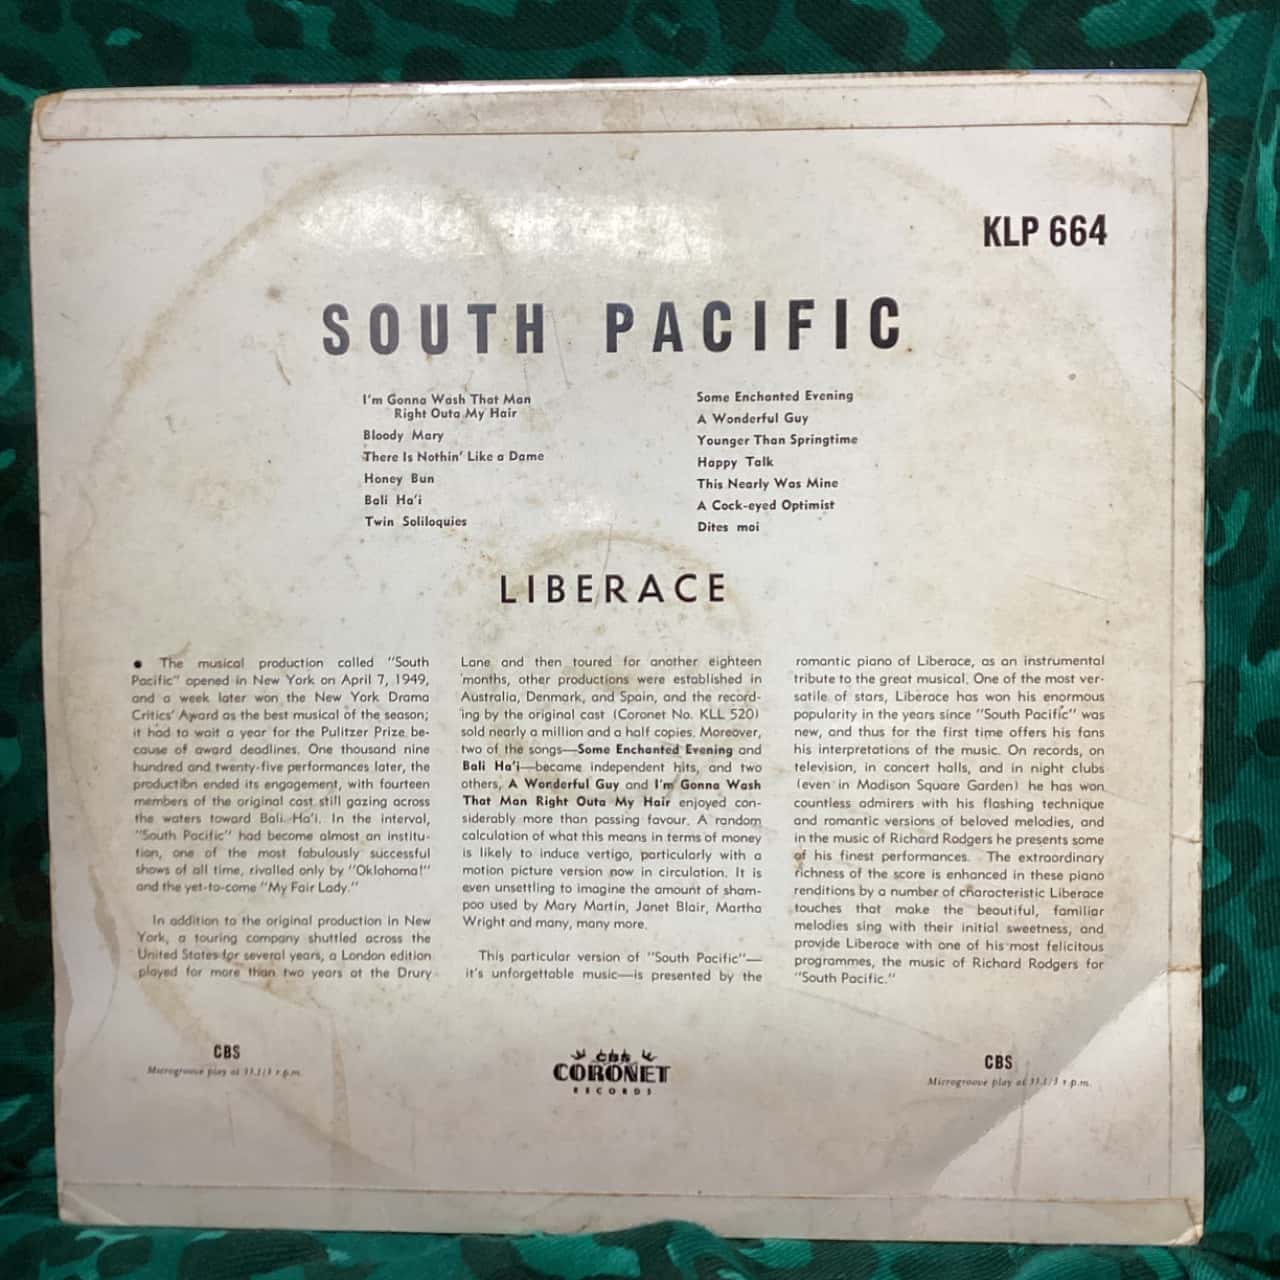 KLP 664
SOUTH PACIFIC
I'm Gonna Wash That Man
Right Outa My Hair
Bloody Mary
There Is Nothin' Like a Dame
Honey Bun
Bali Ha'i
Twin Soliloquies
Some Enchanted Evening
A Wonderful Guy
Younger Than Springtime
Happy Talk
This Nearly Was Mine
A Cock-eyed Optimist
Dites moi
LIBERACE
• The musical production called "South
Pacific" opened in New York on April 7, 1949,
and a week later won the New York Drama
Critics' Award as the best musical of the season;
it had to wait a year for the Pulitzer Prize be-
cause of award deadlines. One thousand nine
hundred and twenty-five performances later, the
production ended its engagement, with fourteen
members of the original cast still gazing across
the waters toward Bali Ha'i. In the interval,
"South Pacific" had become almost an institu-
tion, one of the most fabulously successful
shows of all time, rivalled only by "Oklahoma!"
and the yet-to-come "My Fair Lady."
In addition to the original production in New
York, a touring company shuttled across the
United States for several years, a London edition
played for more than two years at the Drury
Lane and then toured for another eighteen
months, other productions were established in
Australia, Denmark, and Spain, and the record-
ing by the original cast (Coronet No. KLL 520)
sold nearly a million and a half copies. Moreover,
two of the songs—Some Enchanted Evening and
Bali Ha'i—became independent hits, and two
others, A Wonderful Guy and I'm Gonna Wash
That Man Right Outa My Hair enjoyed con-
siderably more than passing favour. A random
calculation of what this means in terms of money
is likely to induce vertigo, particularly with a
motion picture version now in circulation. It is
even unsettling to imagine the amount of sham-
poo used by Mary Martin, Janet Blair, Martha
Wright and many, many more.
This particular version of "South Pacific"—
it's unforgettable music—is presented by the
romantic piano of Liberace, as an instrumental
tribute to the great musical. One of the most ver-
satile of stars, Liberace has won his enormous
popularity in the years since "South Pacific" was
new, and thus for the first time offers his fans
his interpretations of the music. On records, on
television, in concert halls, and in night clubs
(even in Madison Square Garden) he has won
countless admirers with his flashing technique
and romantic versions of beloved melodies, and
in the music of Richard Rodgers he presents some
of his finest performances. The extraordinary
richness of the score is enhanced in these piano
renditions by a number of characteristic Liberace
touches that make the beautiful, familiar
melodies sing with their initial sweetness, and
provide Liberace with one of his most felicitous
programmes, the music of Richard Rodgers for
"South Pacific."
CBS
Microgroove play at 33.1/3 r.p.m.
cbs
CORONET
RECORDS
CBS
Microgroove play at 33.1/3 r.p.m.